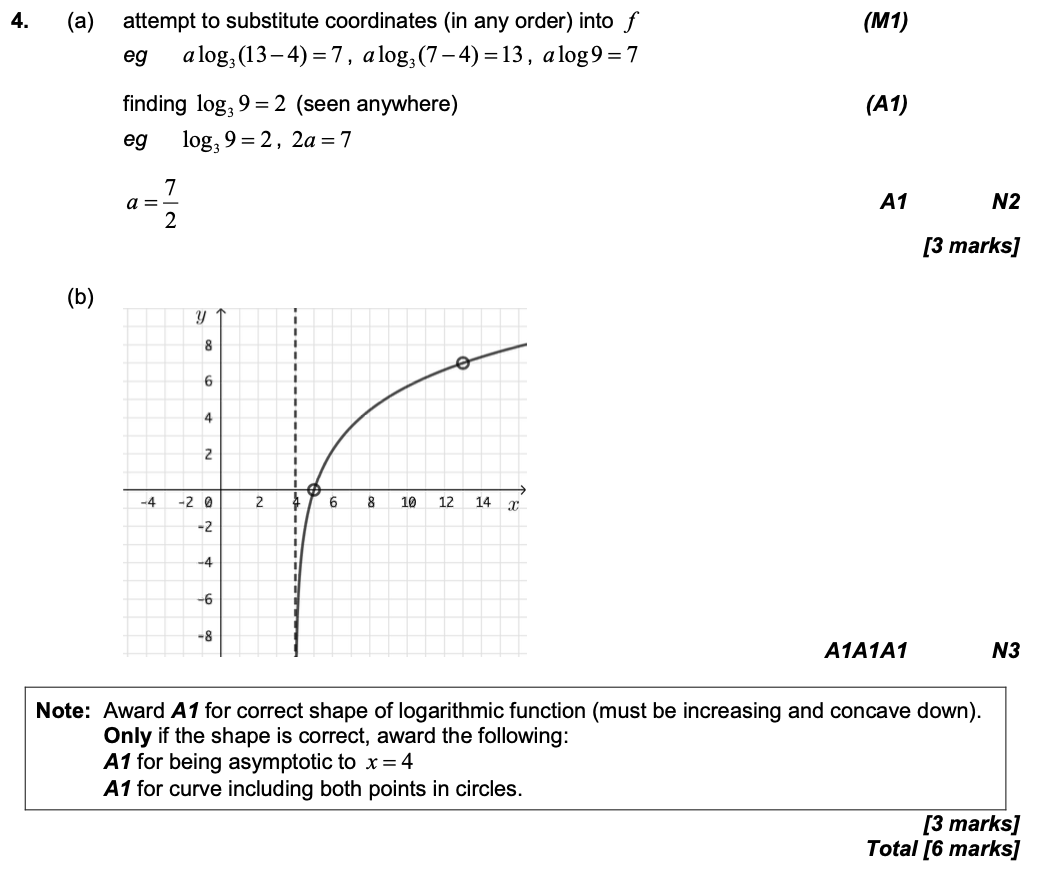 4. (a) attempt to substitute coordinates (in any order) into f (M1)
eg a log₃(13−4) = 7, a log₃(7−4) = 13, a log 9 = 7
finding log₃ 9 = 2 (seen anywhere) (A1)
eg log₃ 9 = 2, 2a = 7
a = 7/2 A1 N2
[3 marks]
(b)
y
8
6
4
2
-4 -2 0 2 4 6 8 10 12 14 x
-2
-4
-6
-8
A1A1A1 N3
Note: Award A1 for correct shape of logarithmic function (must be increasing and concave down).
Only if the shape is correct, award the following:
A1 for being asymptotic to x = 4
A1 for curve including both points in circles.
[3 marks]
Total [6 marks]